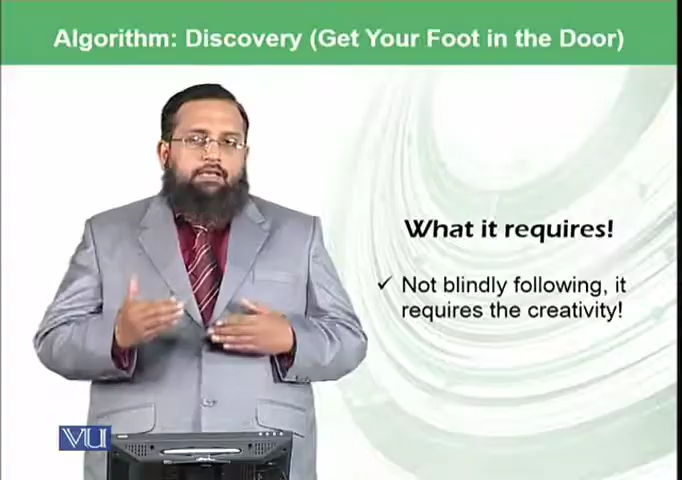 Algorithm: Discovery (Get Your Foot in the Door)
What it requires!
✓ Not blindly following, it
requires the creativity!
VU